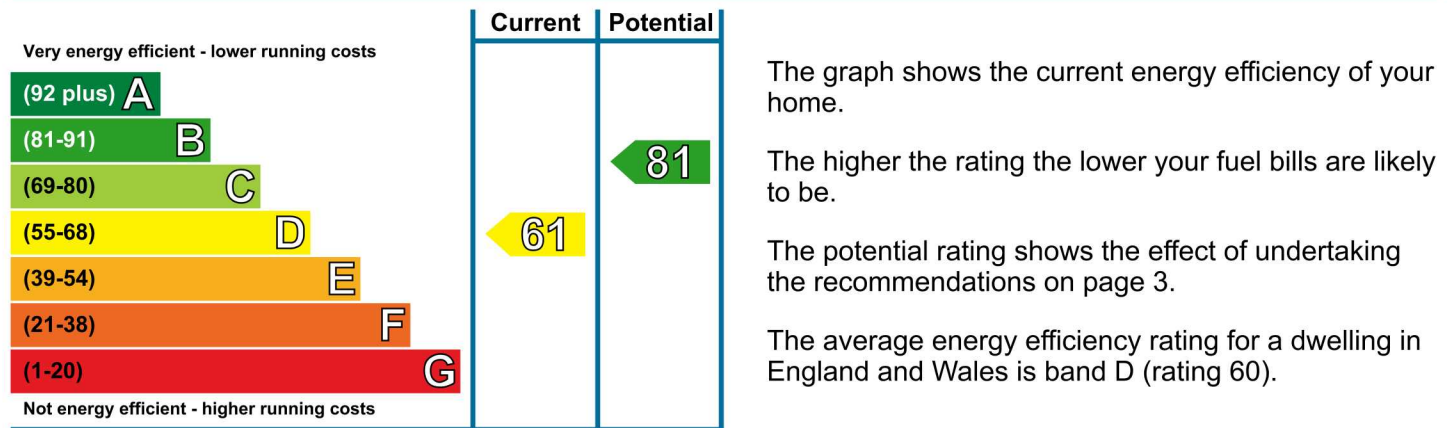 Current Potential
Very energy efficient - lower running costs
(92 plus) A
(81-91) B
(69-80) C
(55-68) D
(39-54) E
(21-38) F
(1-20) G
Not energy efficient - higher running costs
61
81
The graph shows the current energy efficiency of your
home.
The higher the rating the lower your fuel bills are likely
to be.
The potential rating shows the effect of undertaking
the recommendations on page 3.
The average energy efficiency rating for a dwelling in
England and Wales is band D (rating 60).